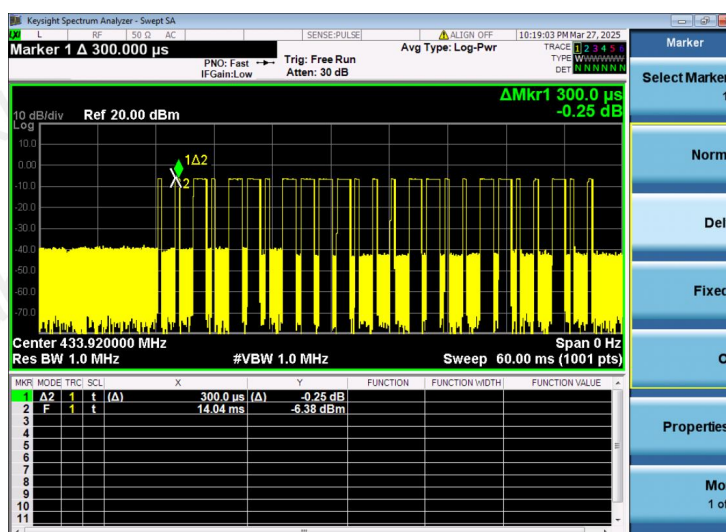 Keysight Spectrum Analyzer - Swept SA
LXI L RF 50 Ω AC SENSE:PULSE ALIGN OFF 10:19:03 PM Mar 27, 2025
Marker 1 Δ 300.000 µs
PNO: Fast
IFGain:Low
Trig: Free Run
Atten: 30 dB
Avg Type: Log-Pwr
TRACE 1 2 3 4 5 6
TYPE W
DET N N N N N N
ΔMkr1 300.0 µs
-0.25 dB
10 dB/div Ref 20.00 dBm
Log
10.0
0.00
-10.0
-20.0
-30.0
-40.0
-50.0
-60.0
-70.0
1Δ2
2
Center 433.920000 MHz Span 0 Hz
Res BW 1.0 MHz #VBW 1.0 MHz Sweep 60.00 ms (1001 pts)
MKR MODE TRC SCL X Y FUNCTION FUNCTION WIDTH FUNCTION VALUE
1 Δ2 1 t (Δ) 300.0 µs (Δ) -0.25 dB
2 F 1 t 14.04 ms -6.38 dBm
3
4
5
6
7
8
9
10
11
Marker
Select Marker
1
Norm
Del
Fixed
O
Properties
Mo
1 of